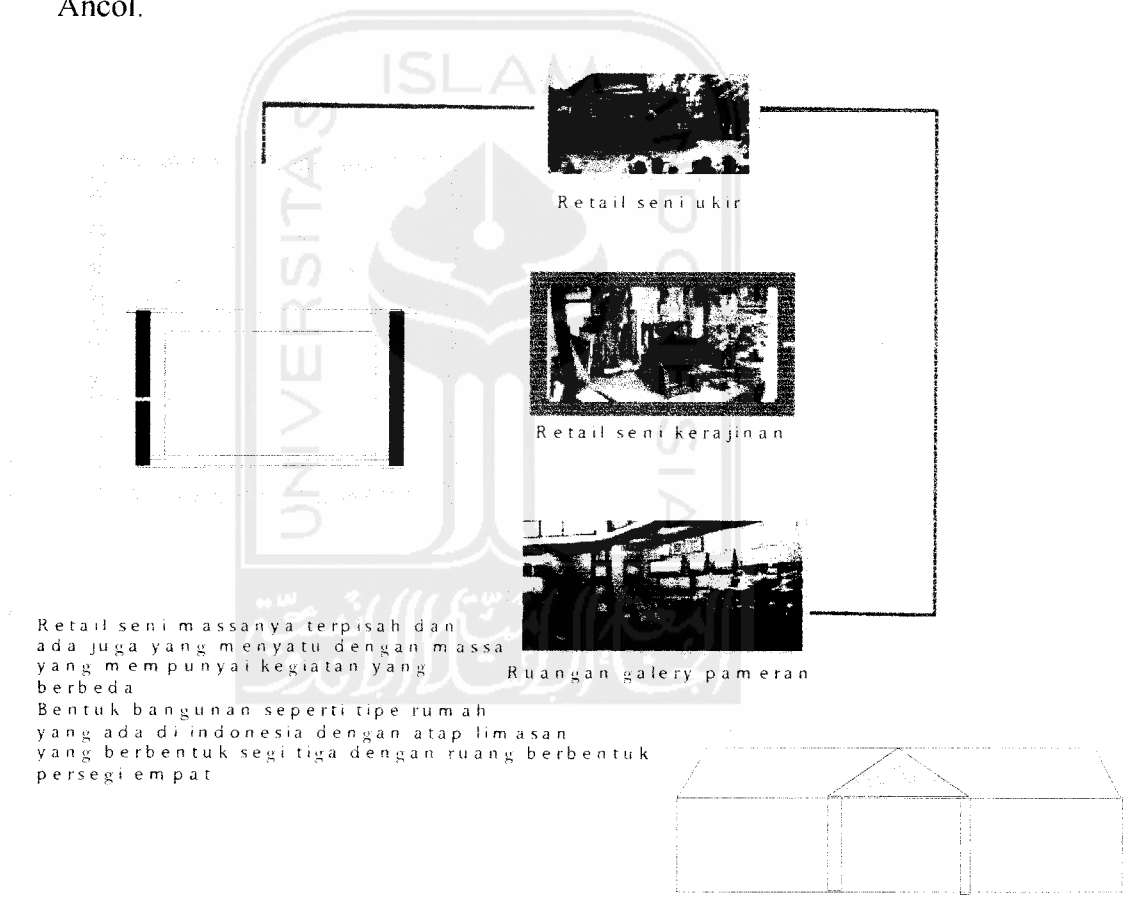 Ancol.
ISLAM
UNIVERSITAS
INDONESIA
Retail seni ukir
Retail seni kerajinan
Ruangan galery pameran
Retail seni massanya terpisah dan
ada juga yang menyatu dengan massa
yang mempunyai kegiatan yang
berbeda
Bentuk bangunan seperti tipe rumah
yang ada di indonesia dengan atap limasan
yang berbentuk segi tiga dengan ruang berbentuk
persegi empat